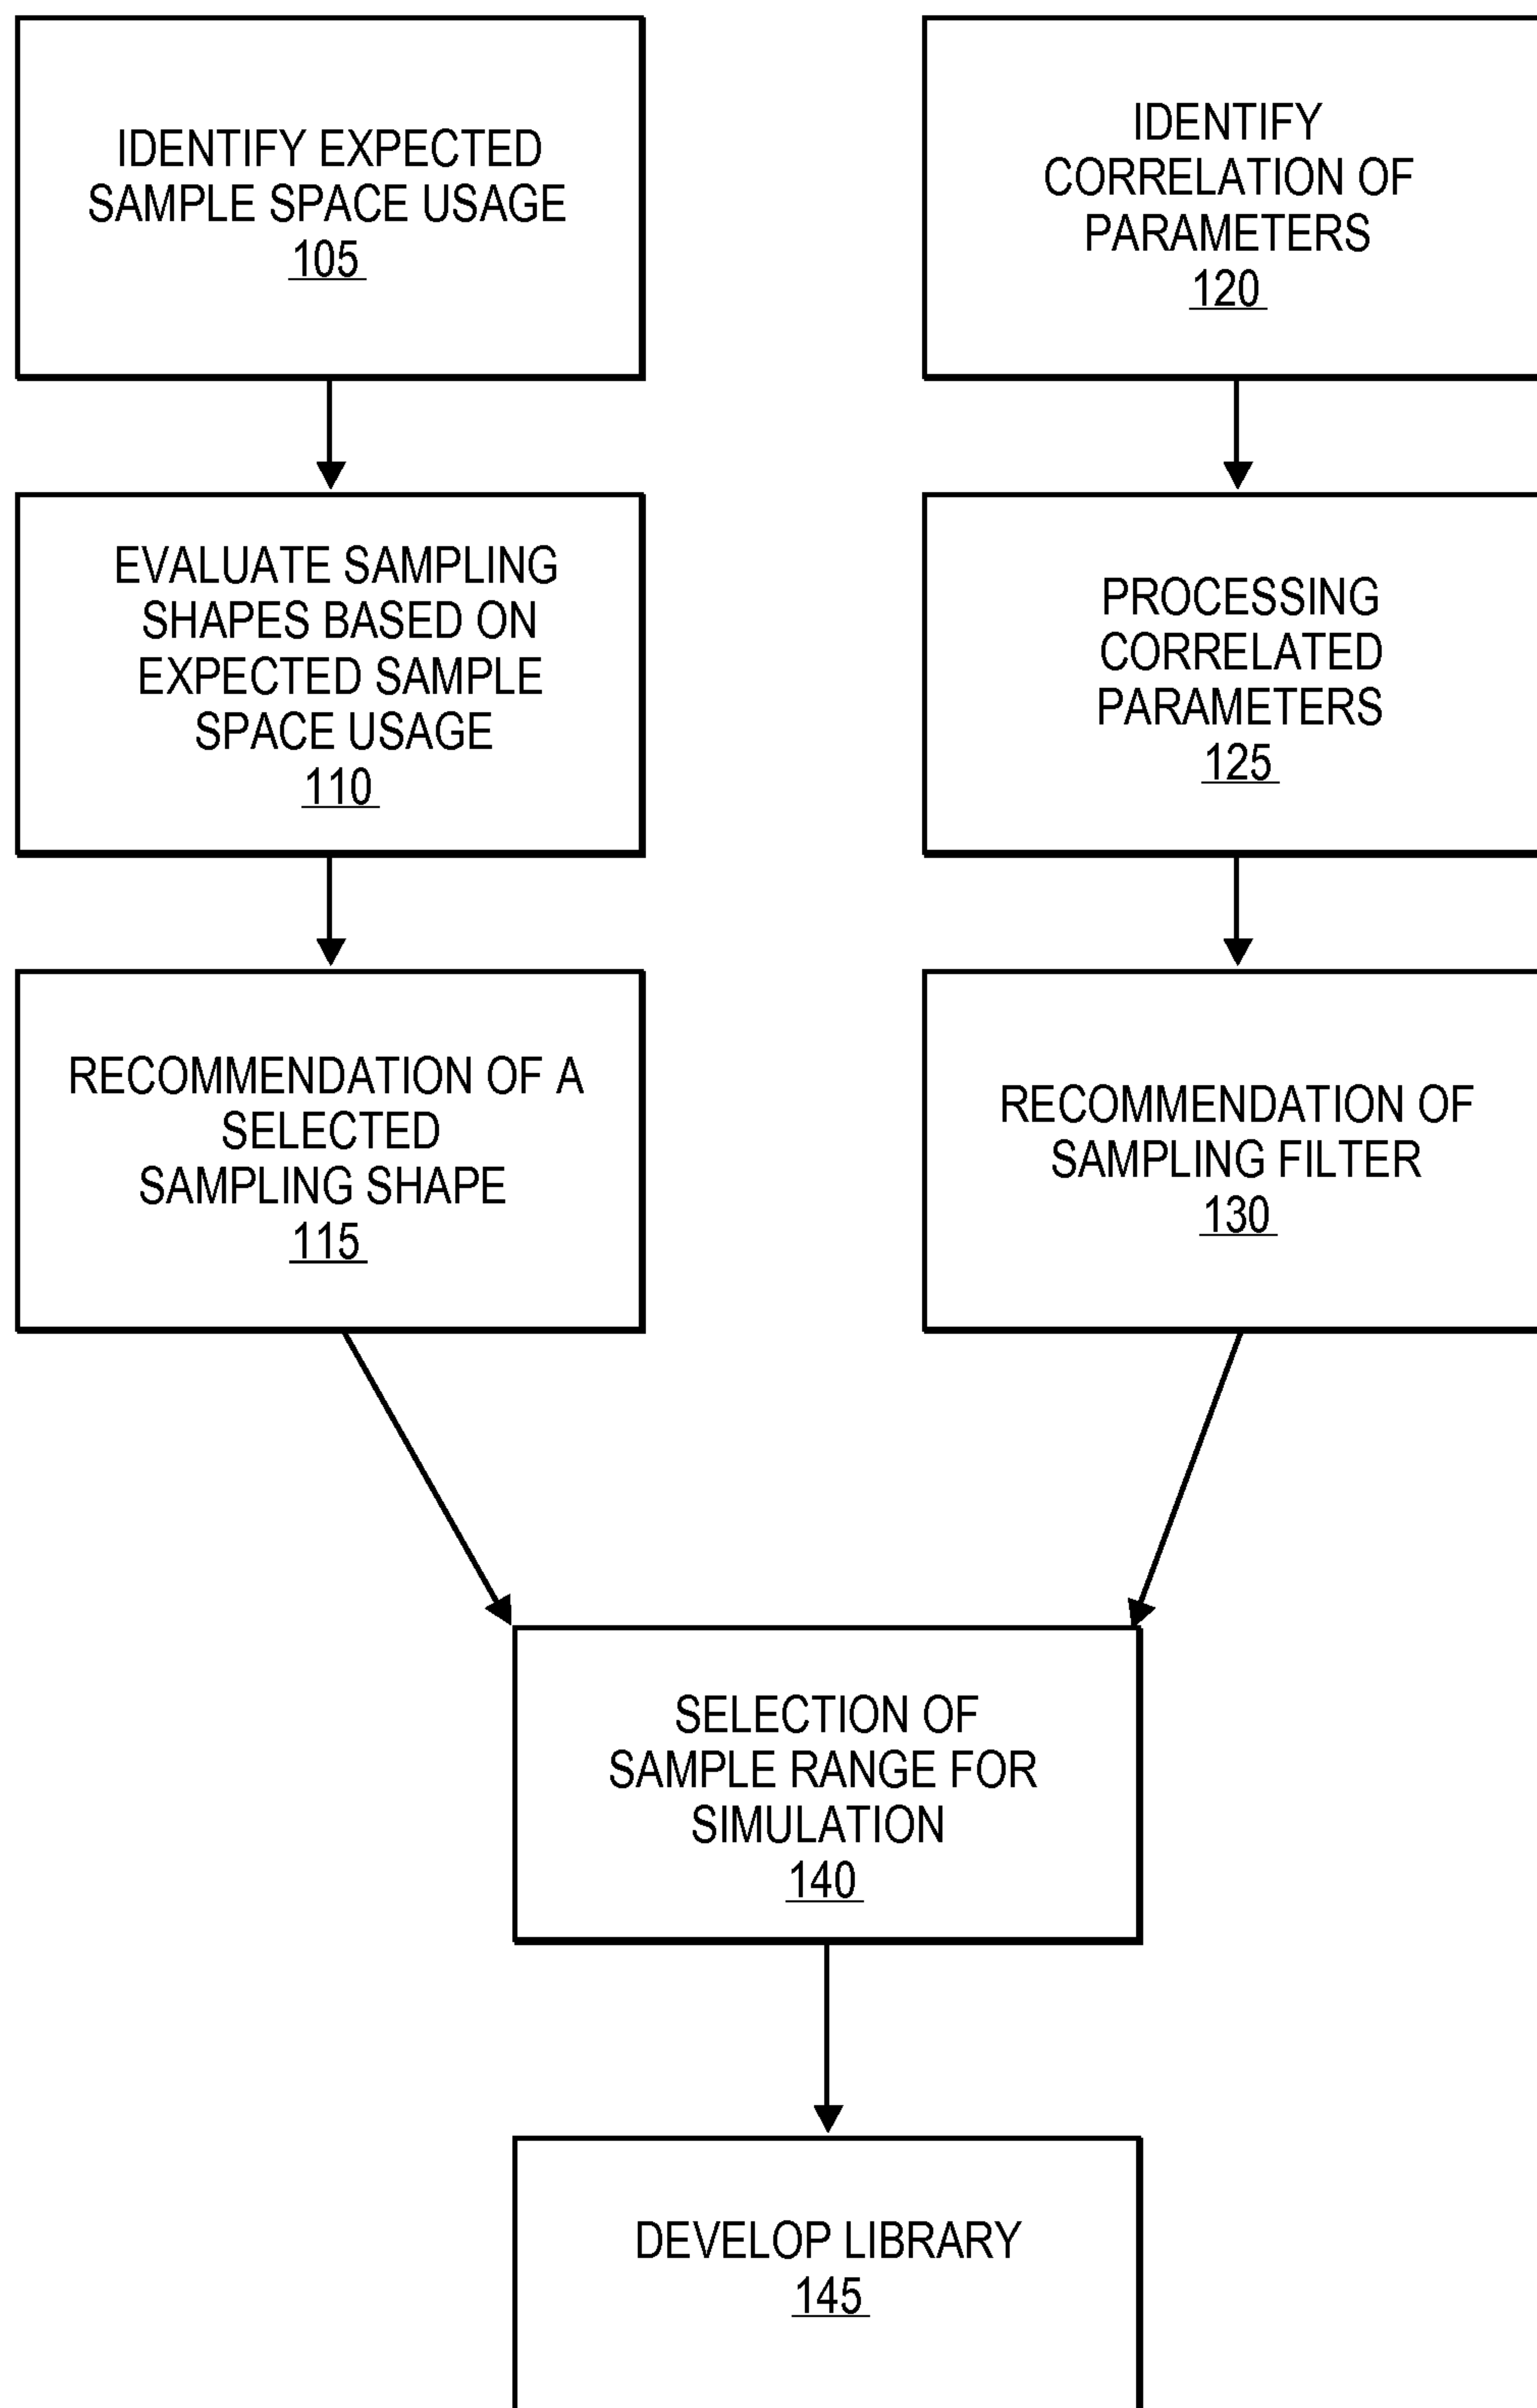 IDENTIFY EXPECTED
SAMPLE SPACE USAGE
105
EVALUATE SAMPLING
SHAPES BASED ON
EXPECTED SAMPLE
SPACE USAGE
110
RECOMMENDATION OF A
SELECTED
SAMPLING SHAPE
115
IDENTIFY
CORRELATION OF
PARAMETERS
120
PROCESSING
CORRELATED
PARAMETERS
125
RECOMMENDATION OF
SAMPLING FILTER
130
SELECTION OF
SAMPLE RANGE FOR
SIMULATION
140
DEVELOP LIBRARY
145